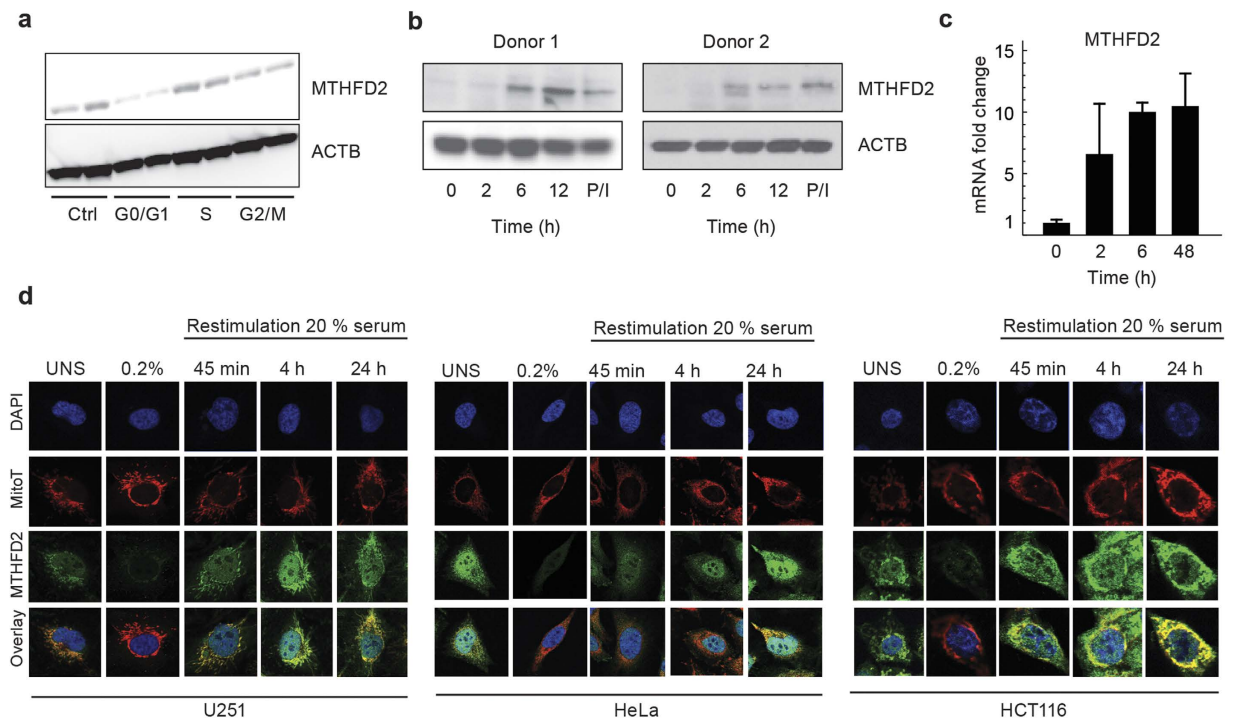 a
MTHFD2
ACTB
Ctrl G0/G1 S G2/M
b
Donor 1 Donor 2
MTHFD2
ACTB
0 2 6 12 P/I 0 2 6 12 P/I
Time (h) Time (h)
c
MTHFD2
mRNA fold change
15
10
5
1
0 2 6 48
Time (h)
d
Restimulation 20 % serum Restimulation 20 % serum Restimulation 20 % serum
UNS 0.2% 45 min 4 h 24 h UNS 0.2% 45 min 4 h 24 h UNS 0.2% 45 min 4 h 24 h
DAPI
MitoT
MTHFD2
Overlay
U251 HeLa HCT116